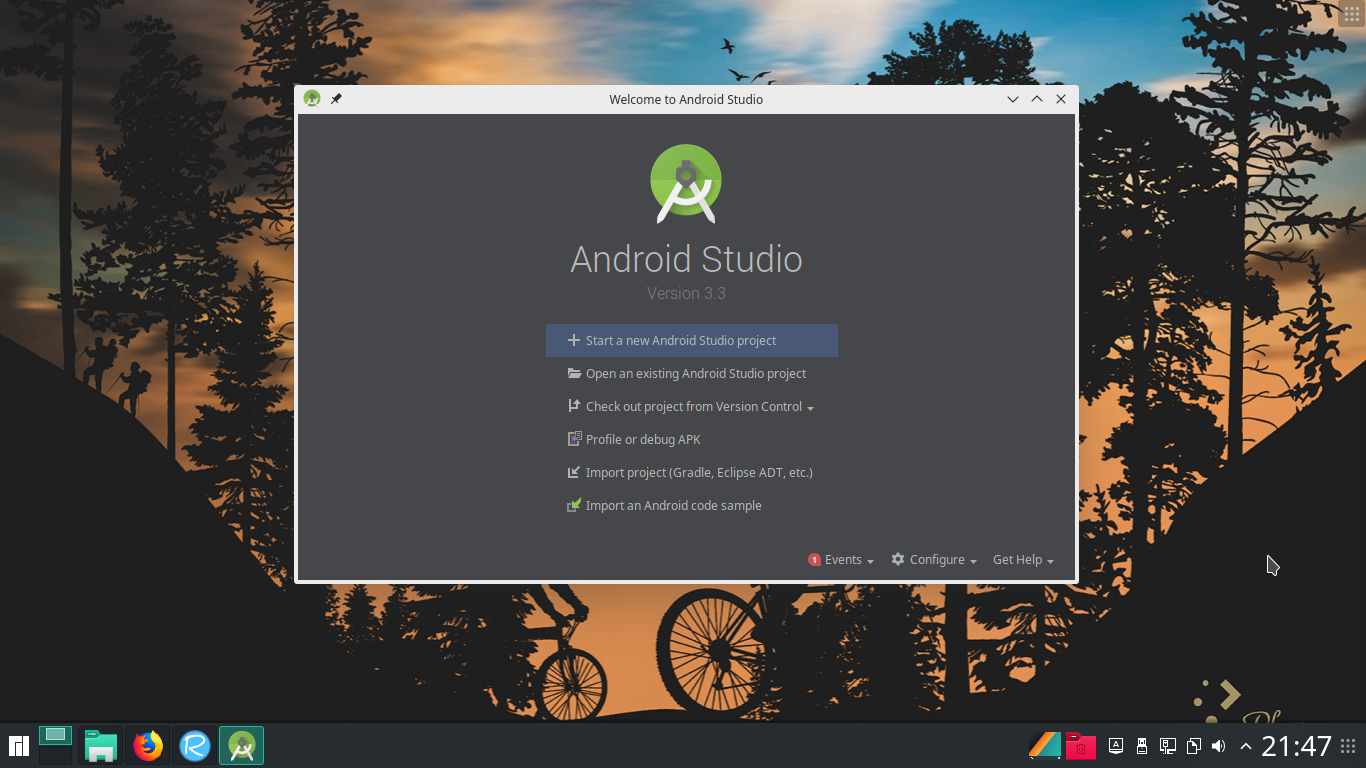 Welcome to Android Studio
Android Studio
Version 3.3
Start a new Android Studio project
Open an existing Android Studio project
Check out project from Version Control
Profile or debug APK
Import project (Gradle, Eclipse ADT, etc.)
Import an Android code sample
1 Events
Configure
Get Help
21:47